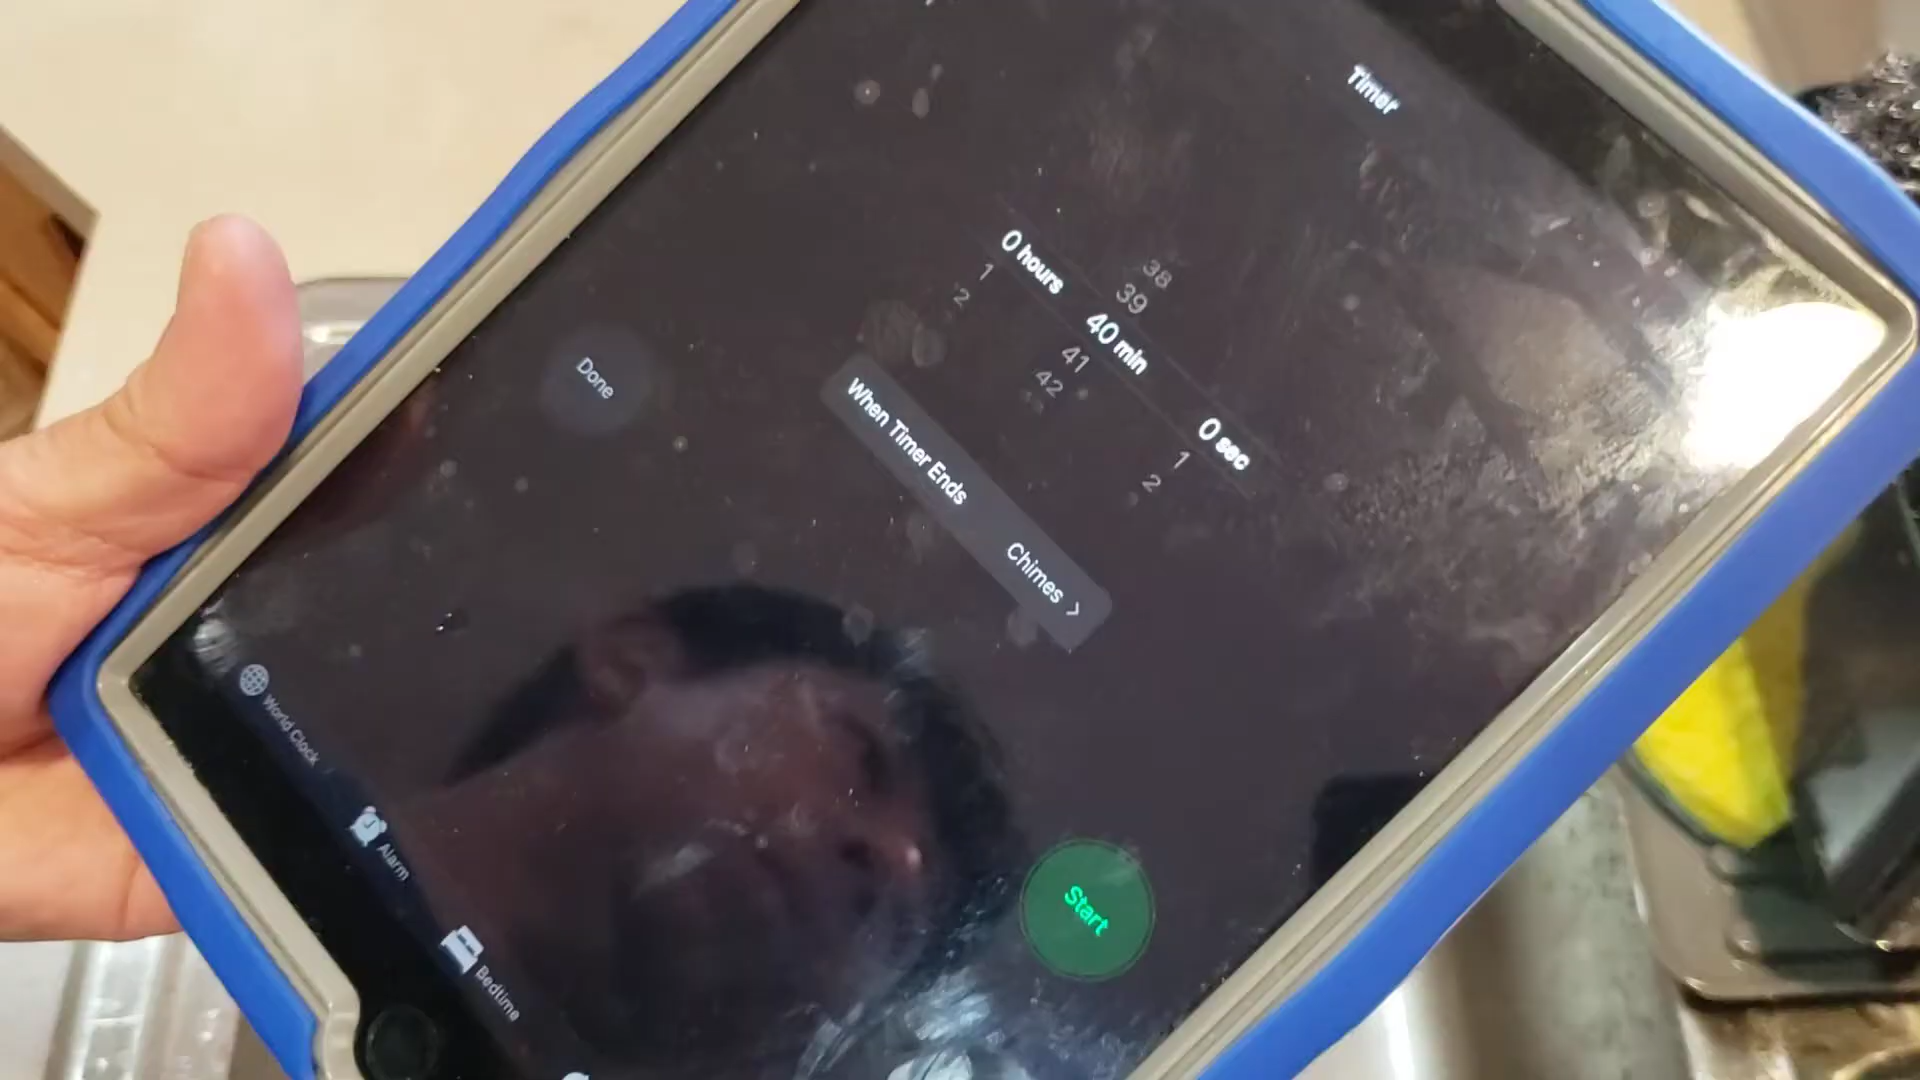 Timer
38
39
0 hours 40 min 0 sec
1 41 1
2 42 2
When Timer Ends Chimes >
Done Start
World Clock Alarm Bedtime